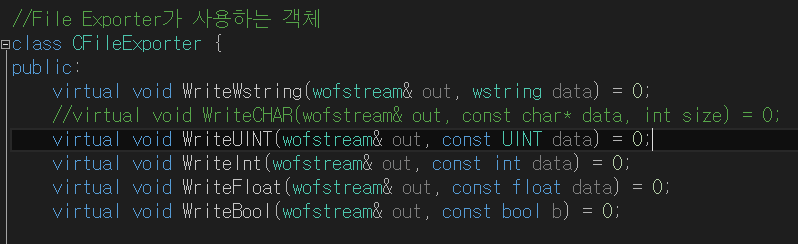 //File Exporter가 사용하는 객체
class CFileExporter {
public:
virtual void WriteWstring(wofstream& out, wstring data) = 0;
//virtual void WriteCHAR(wofstream& out, const char* data, int size) = 0;
virtual void WriteUINT(wofstream& out, const UINT data) = 0;
virtual void WriteInt(wofstream& out, const int data) = 0;
virtual void WriteFloat(wofstream& out, const float data) = 0;
virtual void WriteBool(wofstream& out, const bool b) = 0;